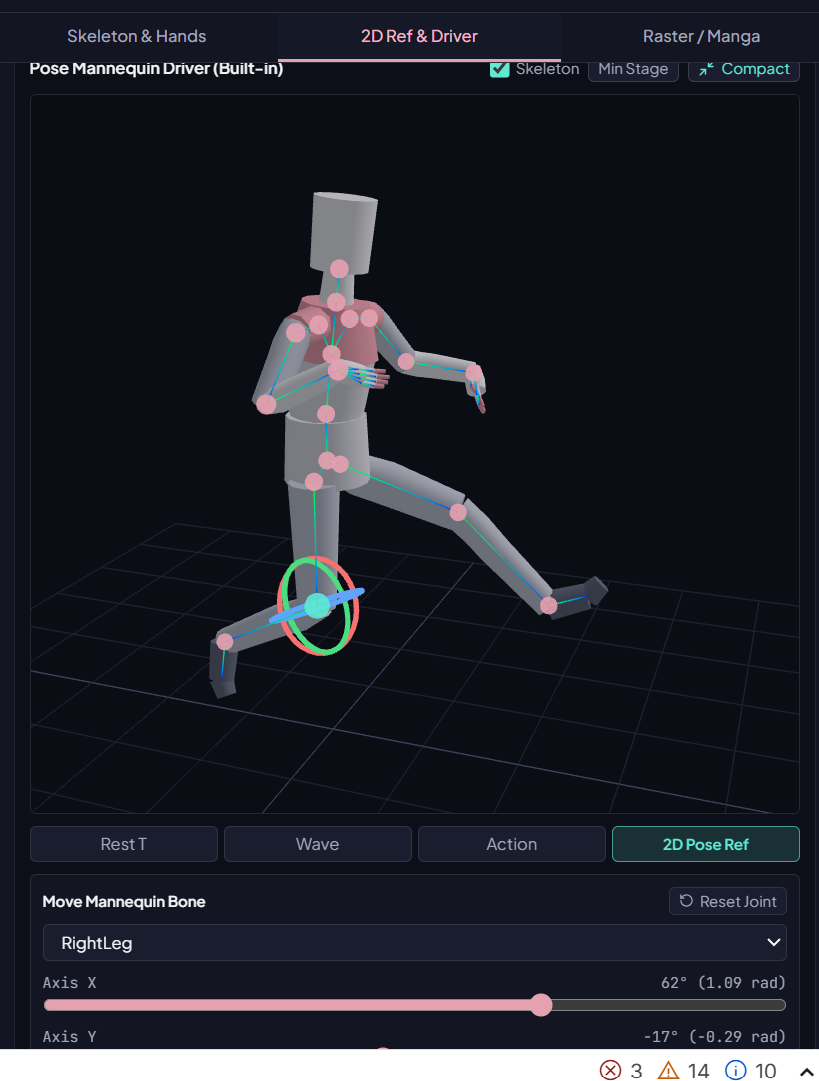 Skeleton & Hands 2D Ref & Driver Raster / Manga
Pose Mannequin Driver (Built-in) Skeleton Min Stage Compact
Rest T Wave Action 2D Pose Ref
Move Mannequin Bone Reset Joint
RightLeg
Axis X 62° (1.09 rad)
Axis Y -17° (-0.29 rad)
3 14 10